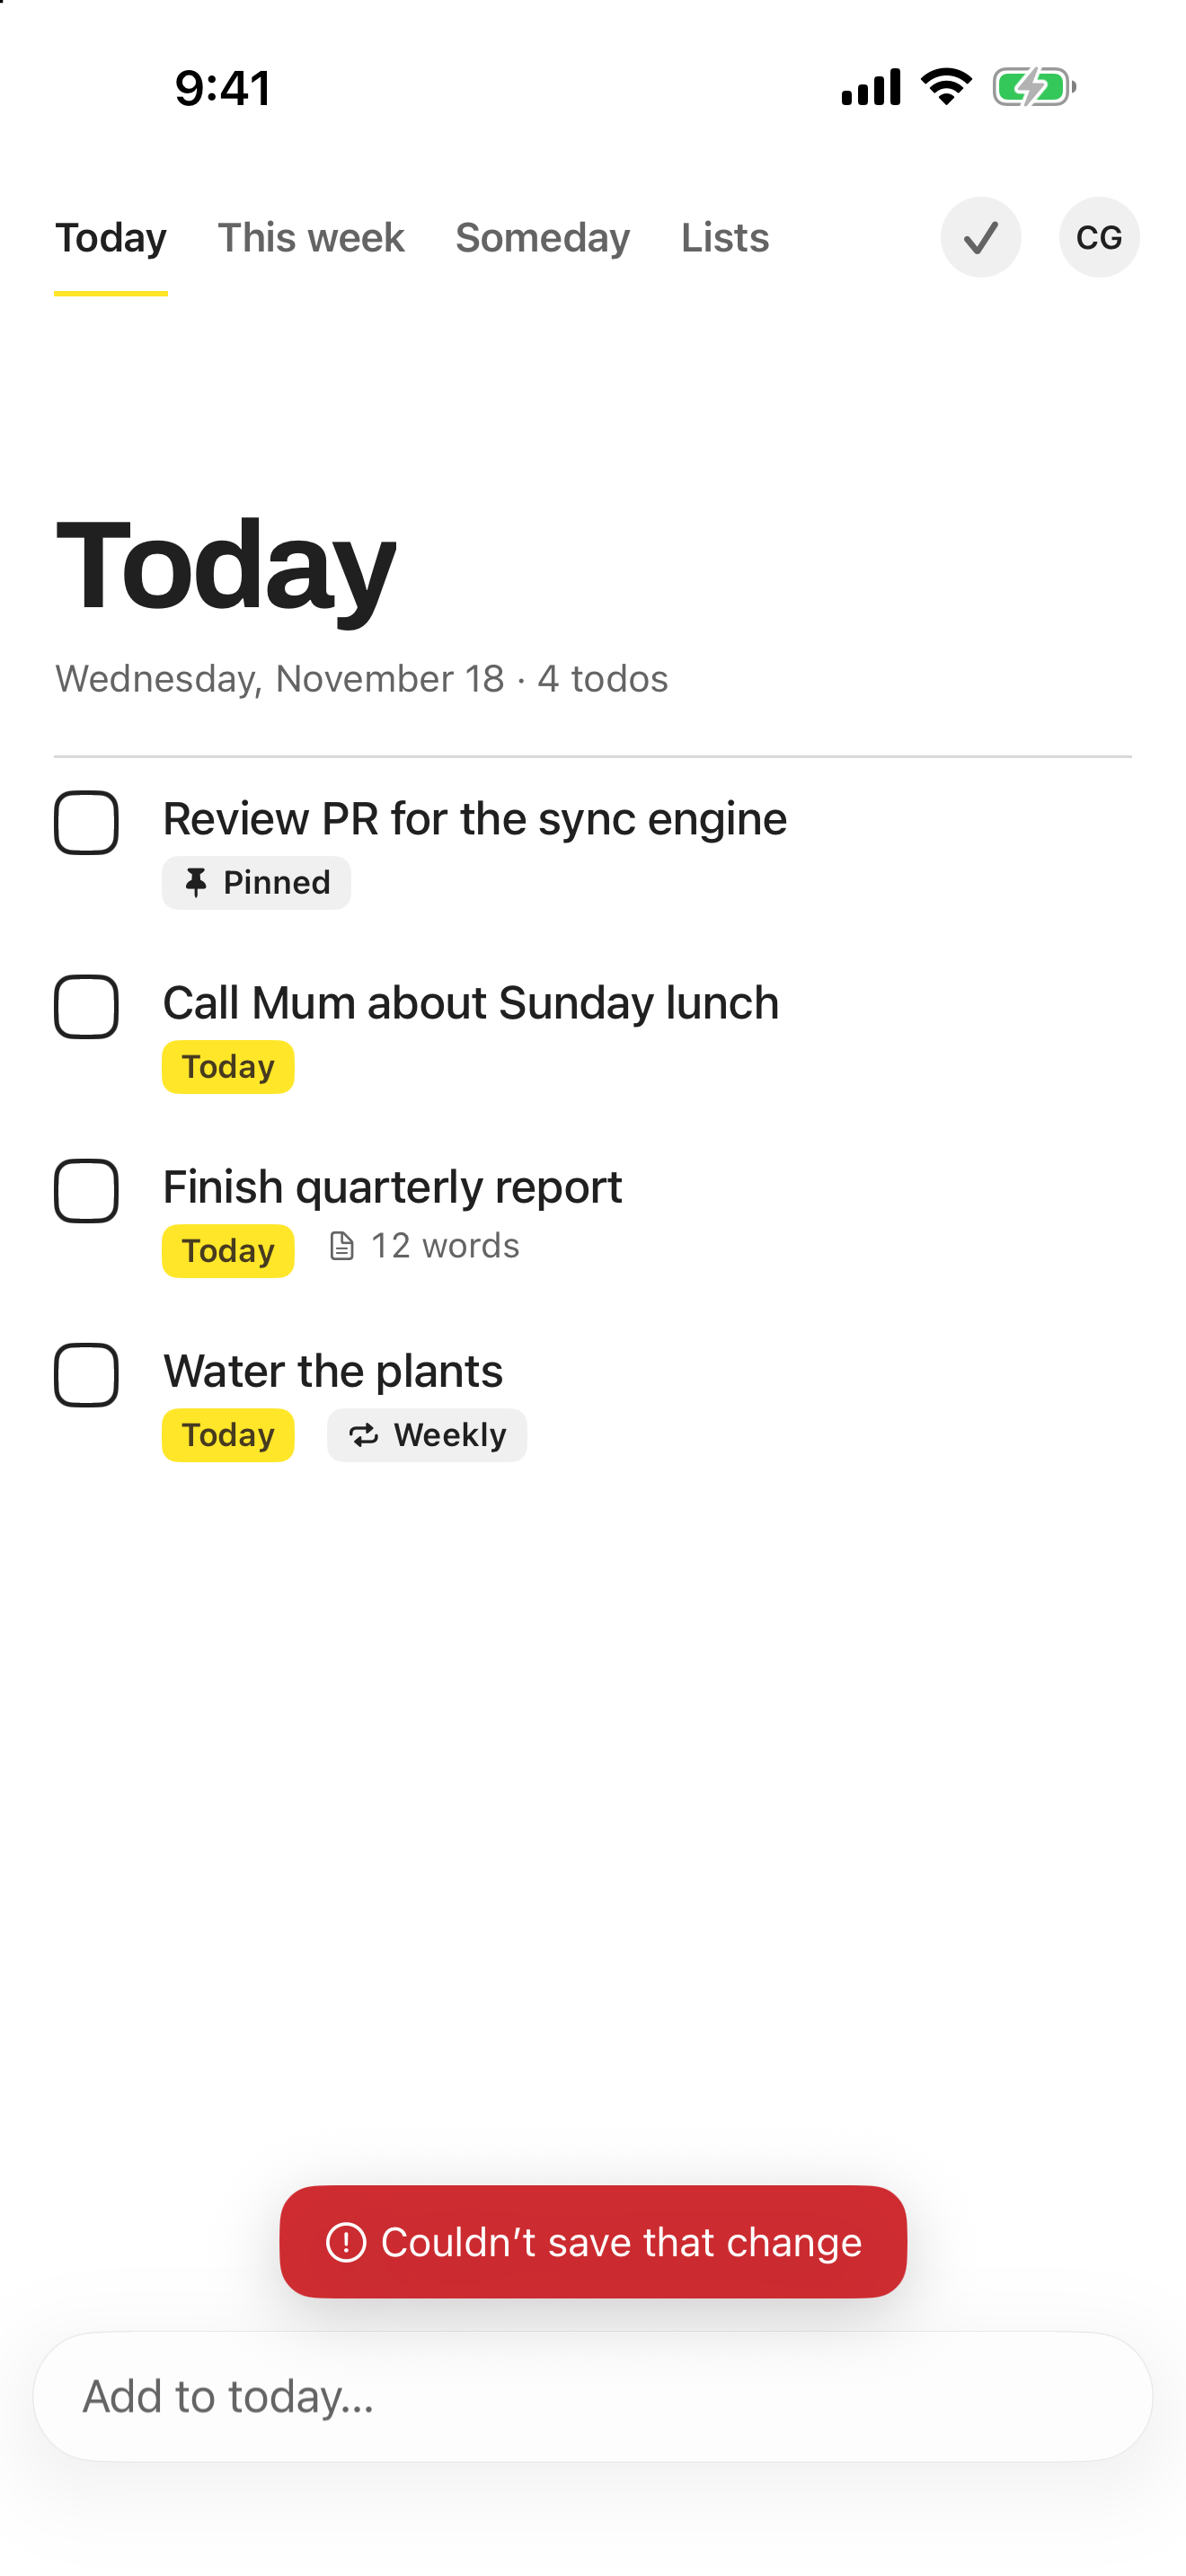 9:41
Today This week Someday Lists CG
Today
Wednesday, November 18 · 4 todos
Review PR for the sync engine
Pinned
Call Mum about Sunday lunch
Today
Finish quarterly report
Today 12 words
Water the plants
Today Weekly
Couldn’t save that change
Add to today...